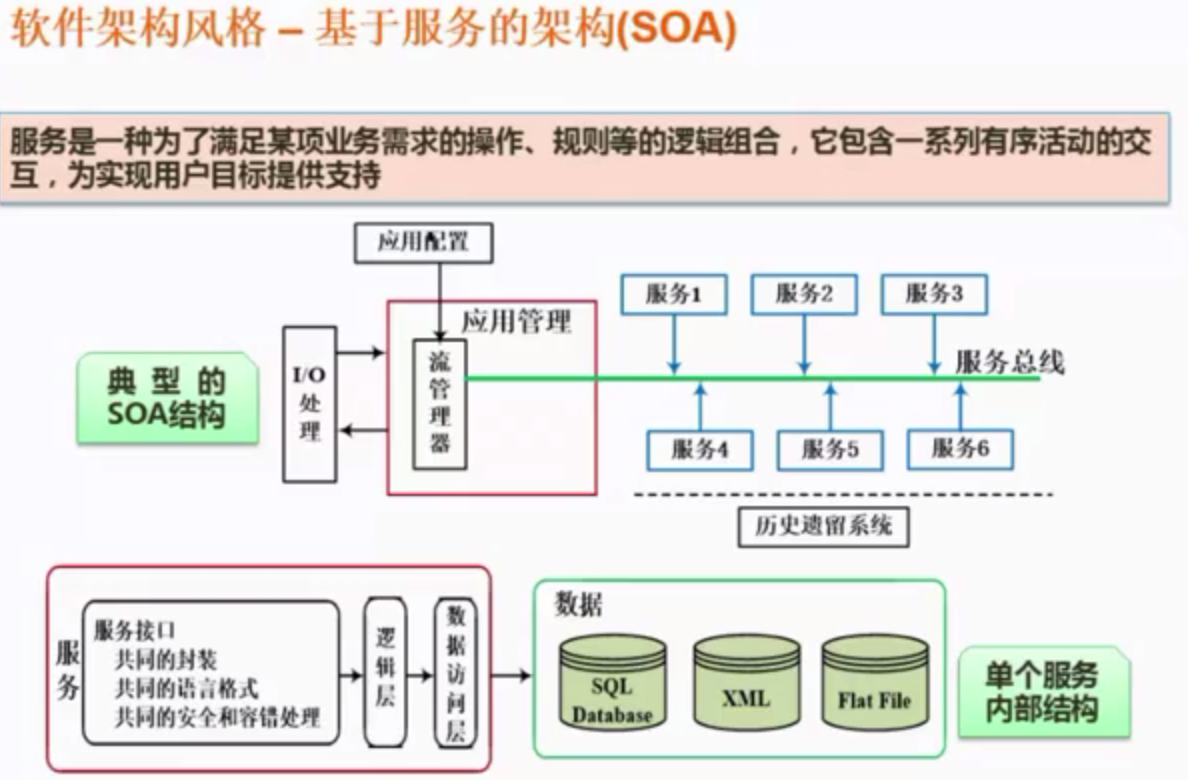 软件架构风格 – 基于服务的架构(SOA)
服务是一种为了满足某项业务需求的操作、规则等的逻辑组合，它包含一系列有序活动的交
互，为实现用户目标提供支持
应用配置
应用管理
服务1
服务2
服务3
典型的
SOA结构
I/O
处
理
流
管
理
器
服务总线
服务4
服务5
服务6
历史遗留系统
服
务
服务接口
共同的封装
共同的语言格式
共同的安全和容错处理
逻
辑
层
数
据
访
问
层
数据
SQL
Database
XML
Flat File
单个服务
内部结构